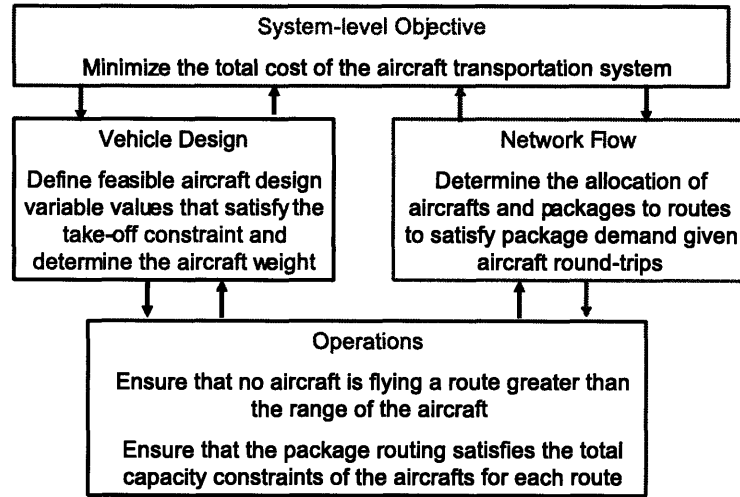 System-level Objective
Minimize the total cost of the aircraft transportation system
Vehicle Design
Define feasible aircraft design
variable values that satisfy the
take-off constraint and
determine the aircraft weight
Network Flow
Determine the allocation of
aircrafts and packages to routes
to satisfy package demand given
aircraft round-trips
Operations
Ensure that no aircraft is flying a route greater than
the range of the aircraft
Ensure that the package routing satisfies the total
capacity constraints of the aircrafts for each route